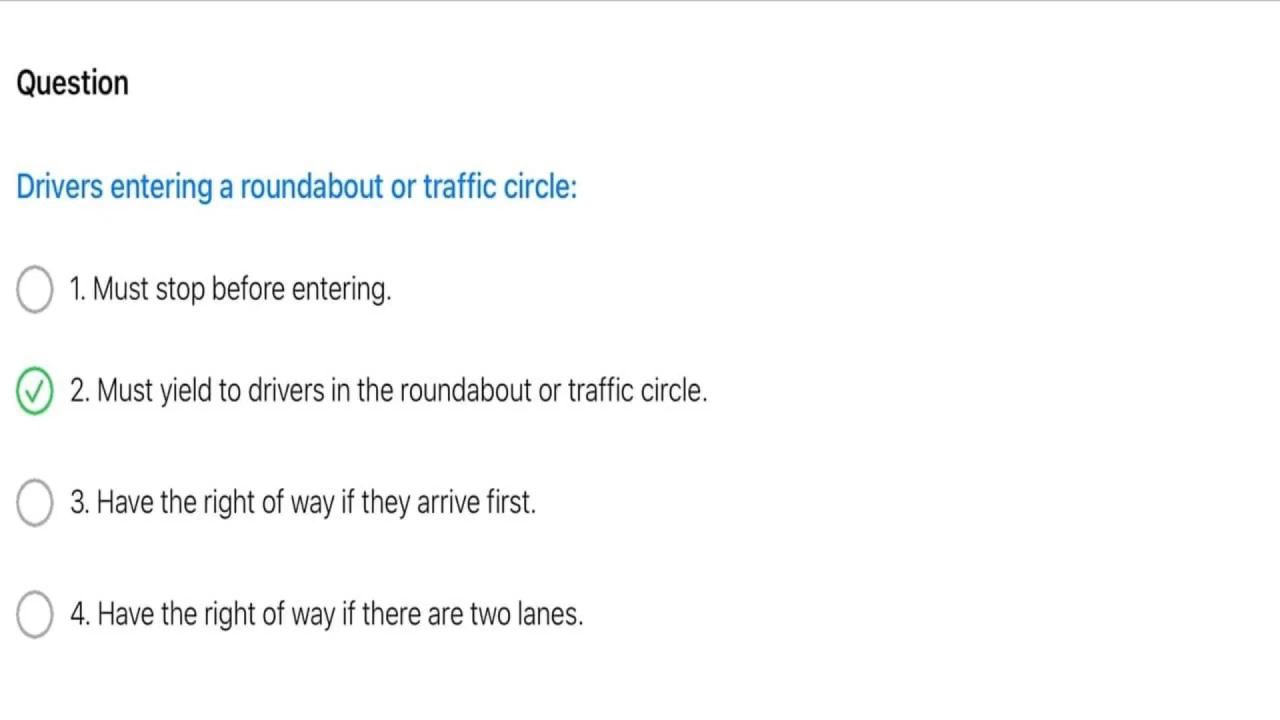 Question
Drivers entering a roundabout or traffic circle:
1. Must stop before entering.
2. Must yield to drivers in the roundabout or traffic circle.
3. Have the right of way if they arrive first.
4. Have the right of way if there are two lanes.